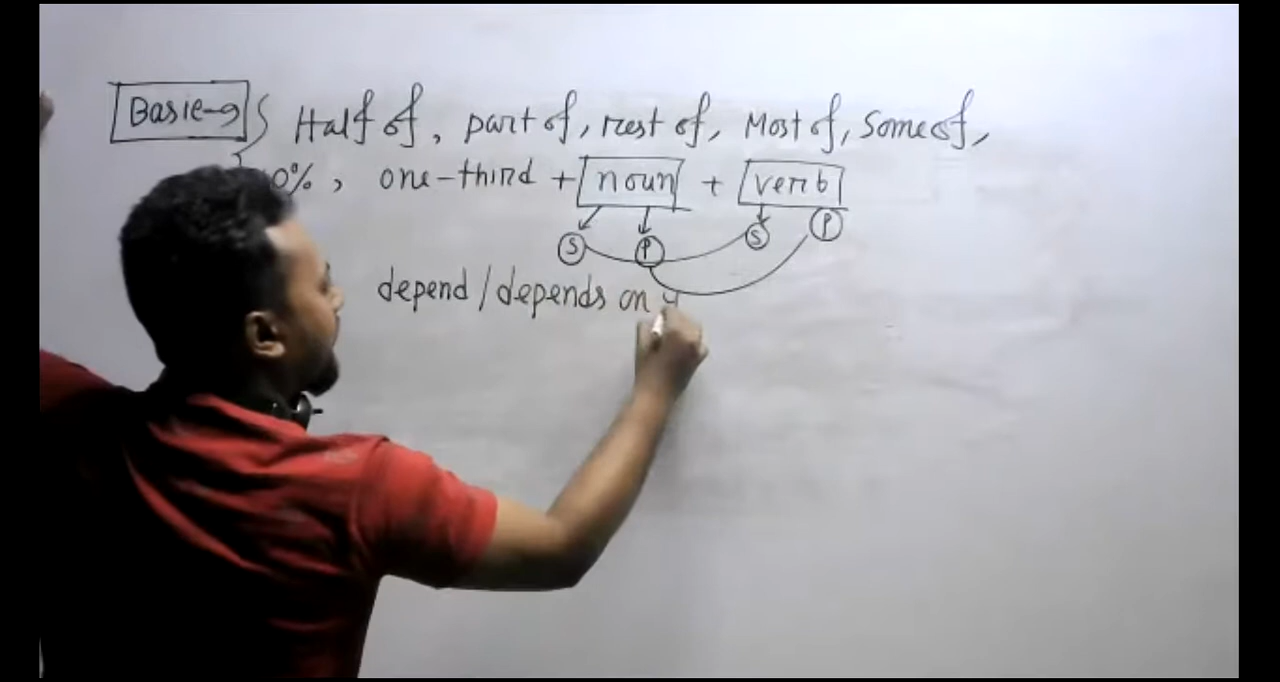 Basic-9 { Half of, part of, rest of, Most of, Some of,
0%, one-third + noun + verb
S P S P
depend/depends on